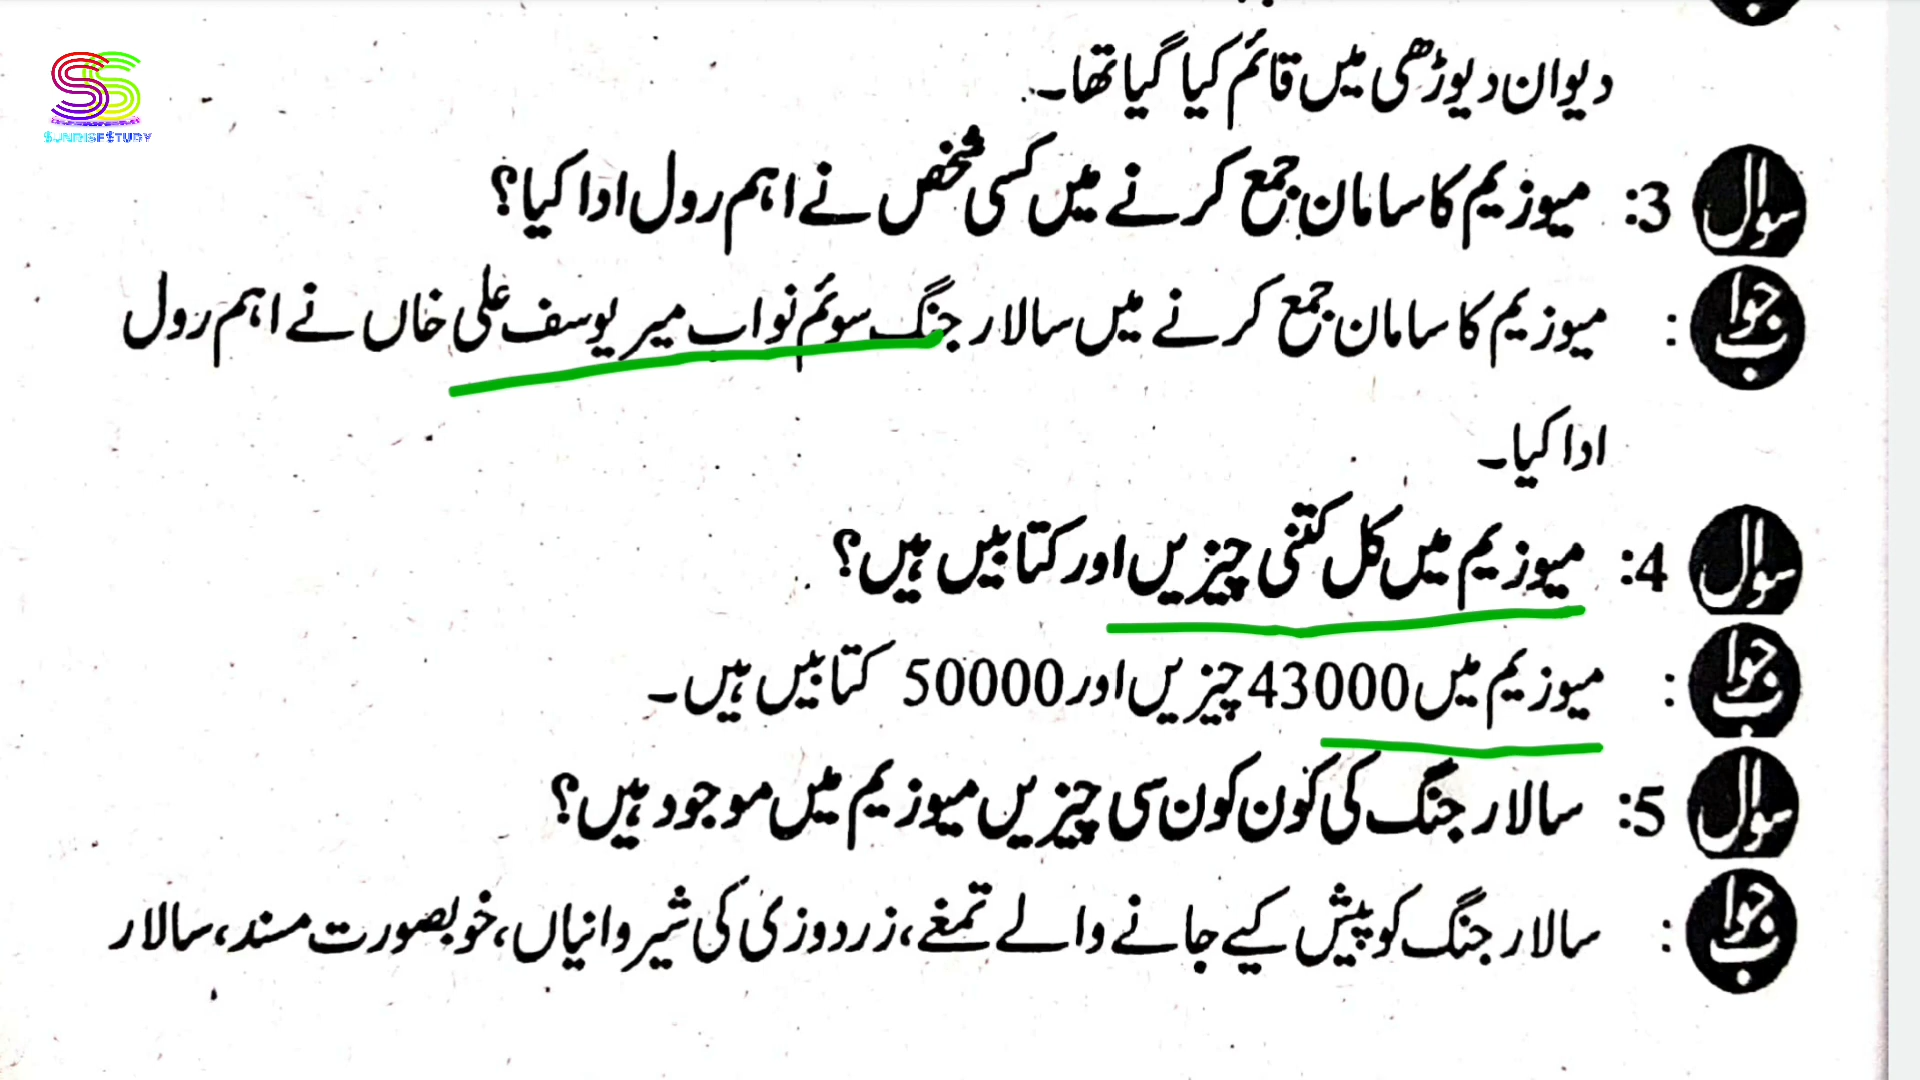 دیوان دیوڑھی میں قائم کیا گیا تھا۔
SUNRISESTUDY
سوال 3: میوزیم کا سامان جمع کرنے میں کسی شخص نے اہم رول ادا کیا؟
جواب : میوزیم کا سامان جمع کرنے میں سالار جنگ سوئم نواب میر یوسف علی خاں نے اہم رول
ادا کیا۔
سوال 4: میوزیم میں کل کتنی چیزیں اور کتابیں ہیں؟
جواب : میوزیم میں 43000 چیزیں اور 50000 کتابیں ہیں۔
سوال 5: سالار جنگ کی کون کون سی چیزیں میوزیم میں موجود ہیں؟
جواب : سالار جنگ کو پیش کیے جانے والے تمغے، زردوزی کی شیروانیاں، خوبصورت مسند، سالار